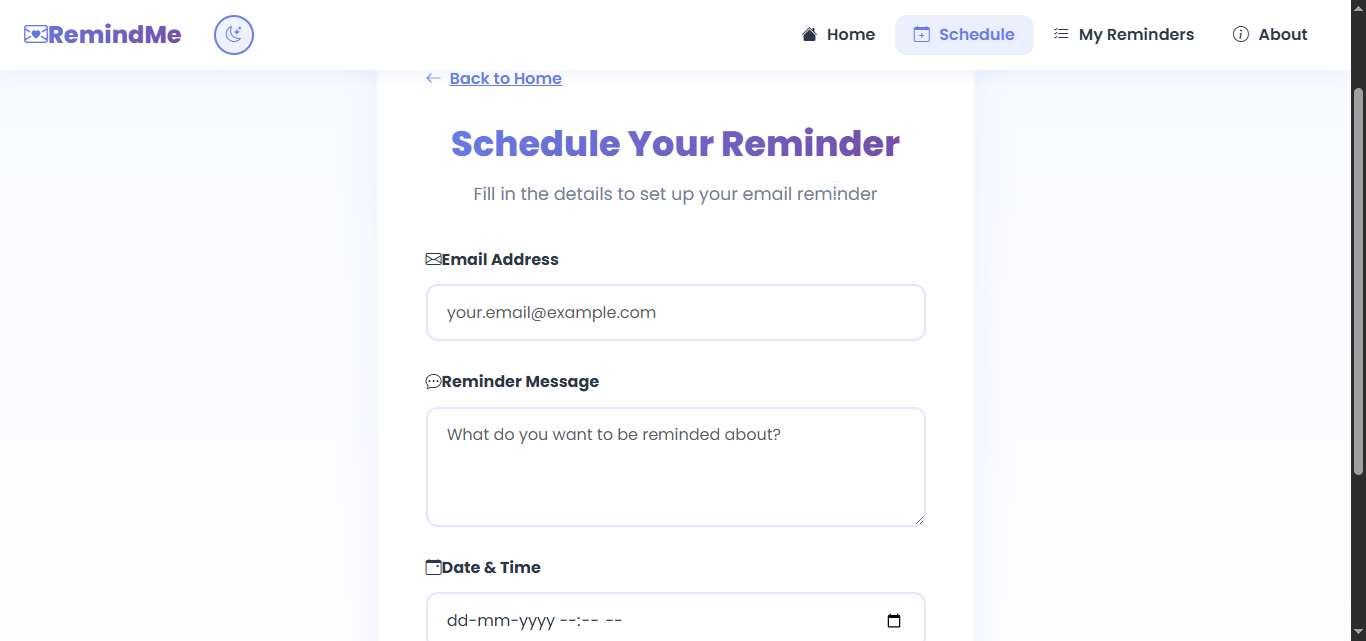 RemindMe
Home
Schedule
My Reminders
About
Back to Home
Schedule Your Reminder
Fill in the details to set up your email reminder
Email Address
your.email@example.com
Reminder Message
What do you want to be reminded about?
Date & Time
dd-mm-yyyy --:-- --